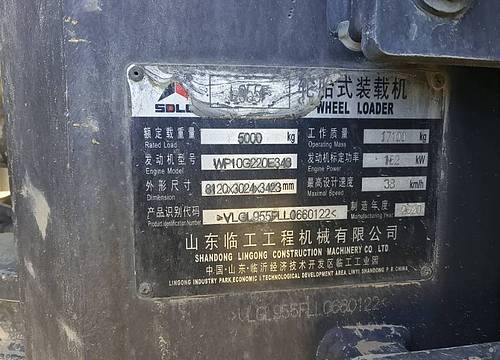 SDLG L955F 轮胎式装载机
WHEEL LOADER
额定载重量 5000 kg 工作质量 17100 kg
Rated Load Operating Mass
发动机型号 WP10G220E343 发动机标定功率 162 kW
Engine Model Engine Power
外形尺寸 8120x3024x3423 mm 最高设计速度 38 km/h
Dimension Maximal Speed
产品识别代码 >VLGL955FLL0660122< 制造年度
Product Identification Number Manufacturing Year
山东临工工程机械有限公司
SHANDONG LINGONG CONSTRUCTION MACHINERY CO LTD.
中国·山东·临沂经济技术开发区临工工业园
LINGONG INDUSTRY PARK,ECONOMIC & TECHNOLOGICAL DEVELOPMENT AREA LINYI SHANDONG P.R.CHINA
>VLGL955FLL0660122<